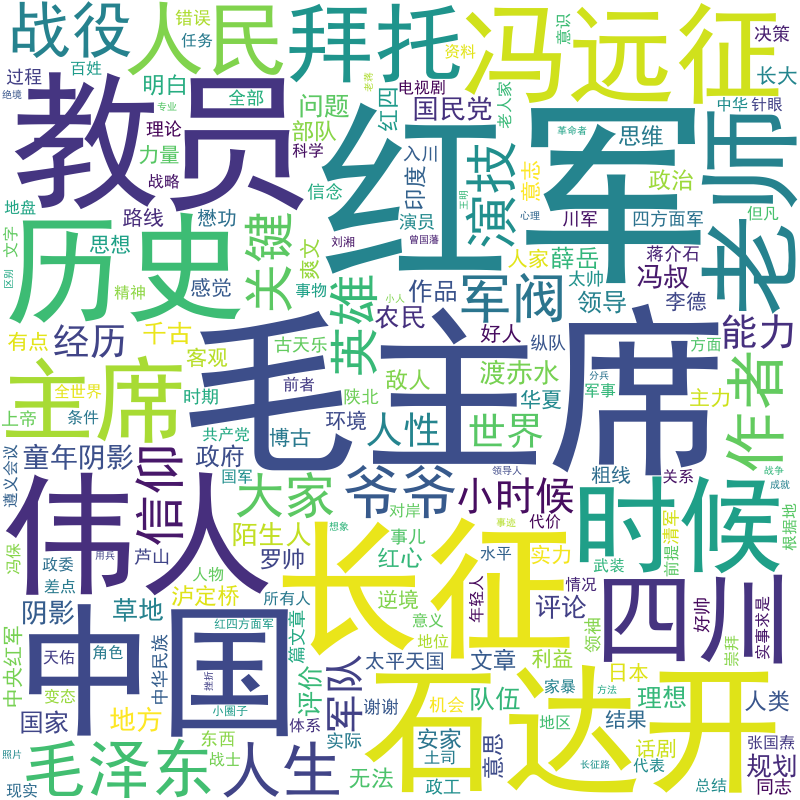 战役
人民
拜托
冯远征
错误
任务
资料
意识
决策
过程
百姓
明白
全部
问题
电视剧
老人家
长大
绝境
专业
老蒋
中华
针眼
教员
红军
老师
理论
部队
红四
国民党
革命者
思维
力量
科学
入川
演技
意志
政治
战略
信念
印度
王明
心理
川军
四方面军
但凡
地盘
路线
懋功
演员
文字
历史
思想
关键
爽文
刘湘
曾国藩
人家
薛岳
蒋介石
太帅
冯叔
区别
精神
感觉
事物
作品
军阀
领导
李德
小人
有点
经历
千古
英雄
农民
好人
纵队
能力
古天乐
方面
毛主席
客观
前者
敌人
渡赤水
分兵
军事
主席
全世界
时期
陕北
环境
华夏
主力
作者
上帝
条件
共产党
博古
人性
世界
遵义会议
童年阴影
信仰
政府
国军
领导人
粗线
关系
战争
成就
伟人
大家
爷爷
小时候
时候
对岸
代价
想象
事迹
陌生人
事儿
根据地
冯保
政委
用兵
芦山
罗帅
红心
水平
实力
武装
前提
清军
差点
人物
长征
四川
阴影
草地
泸定桥
所有人
逆境
意义
年轻人
评论
情况
领袖
好帅
崇拜
实事求是
中国
红四方面军
篇文章
地位
中央红军
天佑
角色
中华民族
挫折
评价
太平天国
文章
利益
日本
变态
军队
石达开
机会
家暴
方法
人类
国家
地方
小圈子
体系
谢谢
队伍
理想
地区
结果
张国焘
毛泽东
东西
人生
实际
安家
意思
话剧
规划
照片
战士
土司
长征路
代表
现实
无法
政工
总结
同志